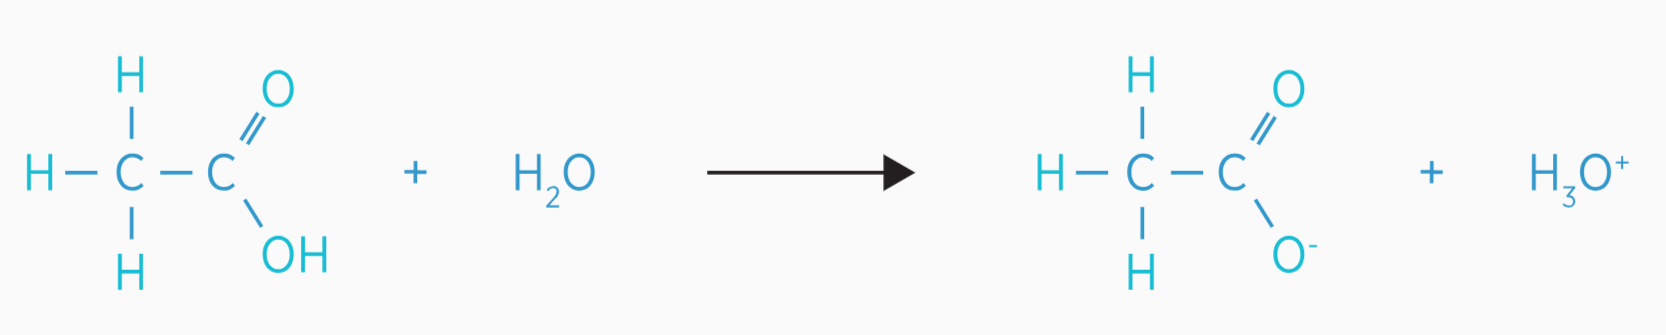 H H
O O
H C C + H₂O H C C + H₃O⁺
OH O⁻
H H